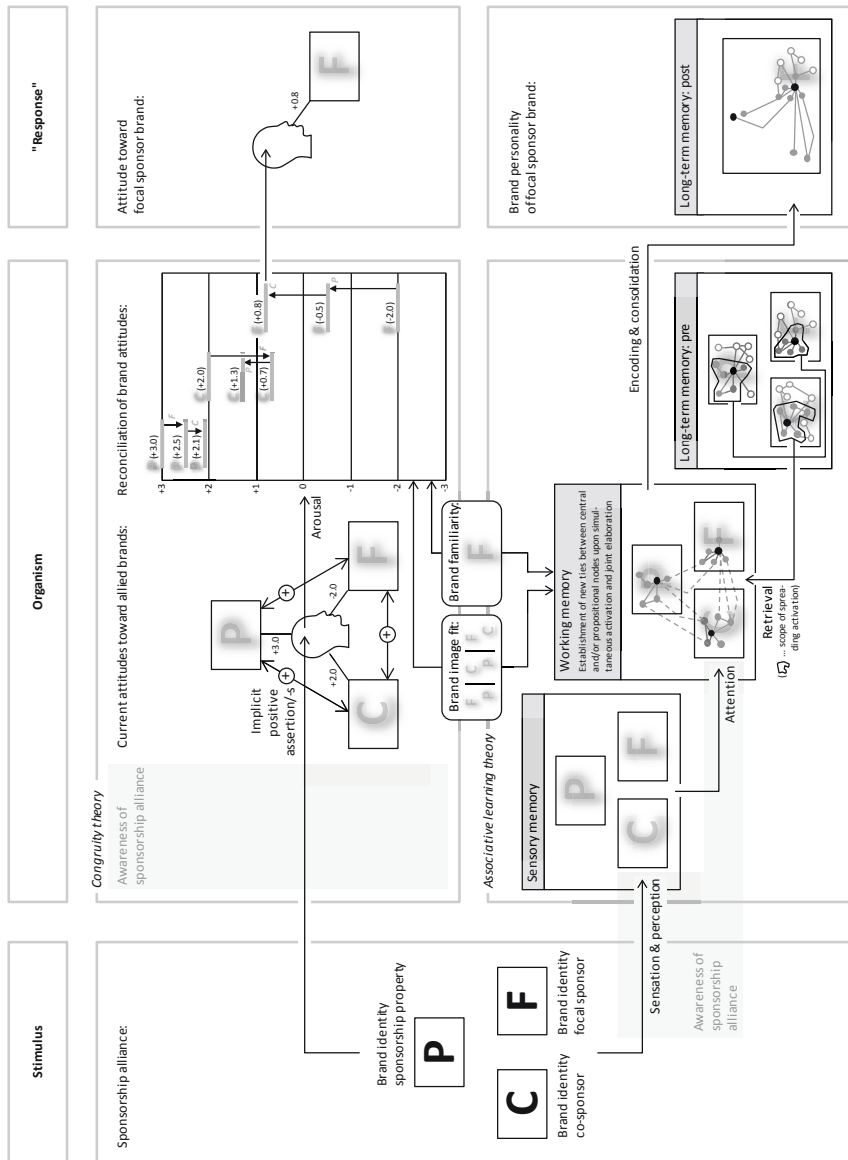 Stimulus
Organism
"Response"
Sponsorship alliance:
Brand identity
sponsorship property
P
C
F
Brand identity
co-sponsor
Brand identity
focal sponsor
Congruity theory
Awareness of
sponsorship alliance
Current attitudes toward allied brands:
Implicit
positive
assertion/-s
P
C
F
+3.0
+2.0
-2.0
+
+
+
Arousal
Reconciliation of brand attitudes:
+3
+2
+1
0
-1
-2
-3
P (+3.0)
F
P (+2.5)
C
P (+2.1)
C (+2.0)
F
C (+1.3)
P
C (+0.7)
F (+0.8)
C
F (-0.5)
P
F (-2.0)
Attitude toward
focal sponsor brand:
+0.8
F
Brand image fit:
F C F
P P C
Brand familiarity:
F
Associative learning theory
Sensation & perception
Awareness of
sponsorship
alliance
Sensory memory
P
C
F
Attention
Working memory
Establishment of new ties between central
and/or propositional nodes upon simul-
taneous activation and joint elaboration
P
C
F
Retrieval
( ... scope of sprea-
ding activation)
Encoding & consolidation
Long-term memory: pre
Brand personality
of focal sponsor brand:
Long-term memory: post